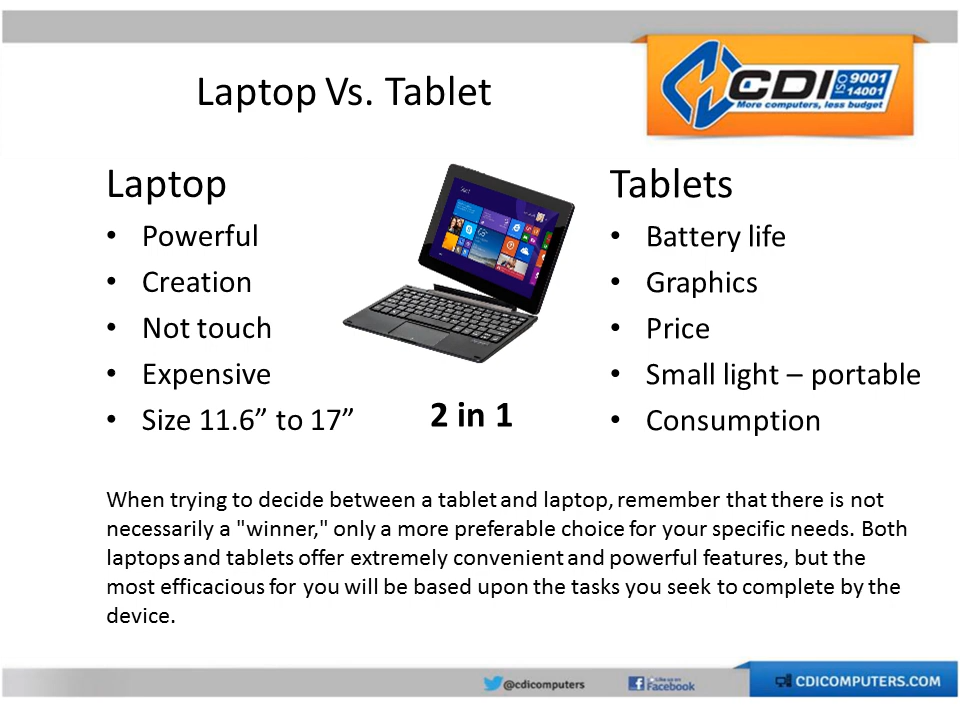 Laptop Vs. Tablet
CDI ISO 9001 14001
More computers, less budget
Laptop
• Powerful
• Creation
• Not touch
• Expensive
• Size 11.6” to 17”
2 in 1
Tablets
• Battery life
• Graphics
• Price
• Small light – portable
• Consumption
When trying to decide between a tablet and laptop, remember that there is not
necessarily a "winner," only a more preferable choice for your specific needs. Both
laptops and tablets offer extremely convenient and powerful features, but the
most efficacious for you will be based upon the tasks you seek to complete by the
device.
@cdicomputers
Like us on
Facebook
CDICOMPUTERS.COM